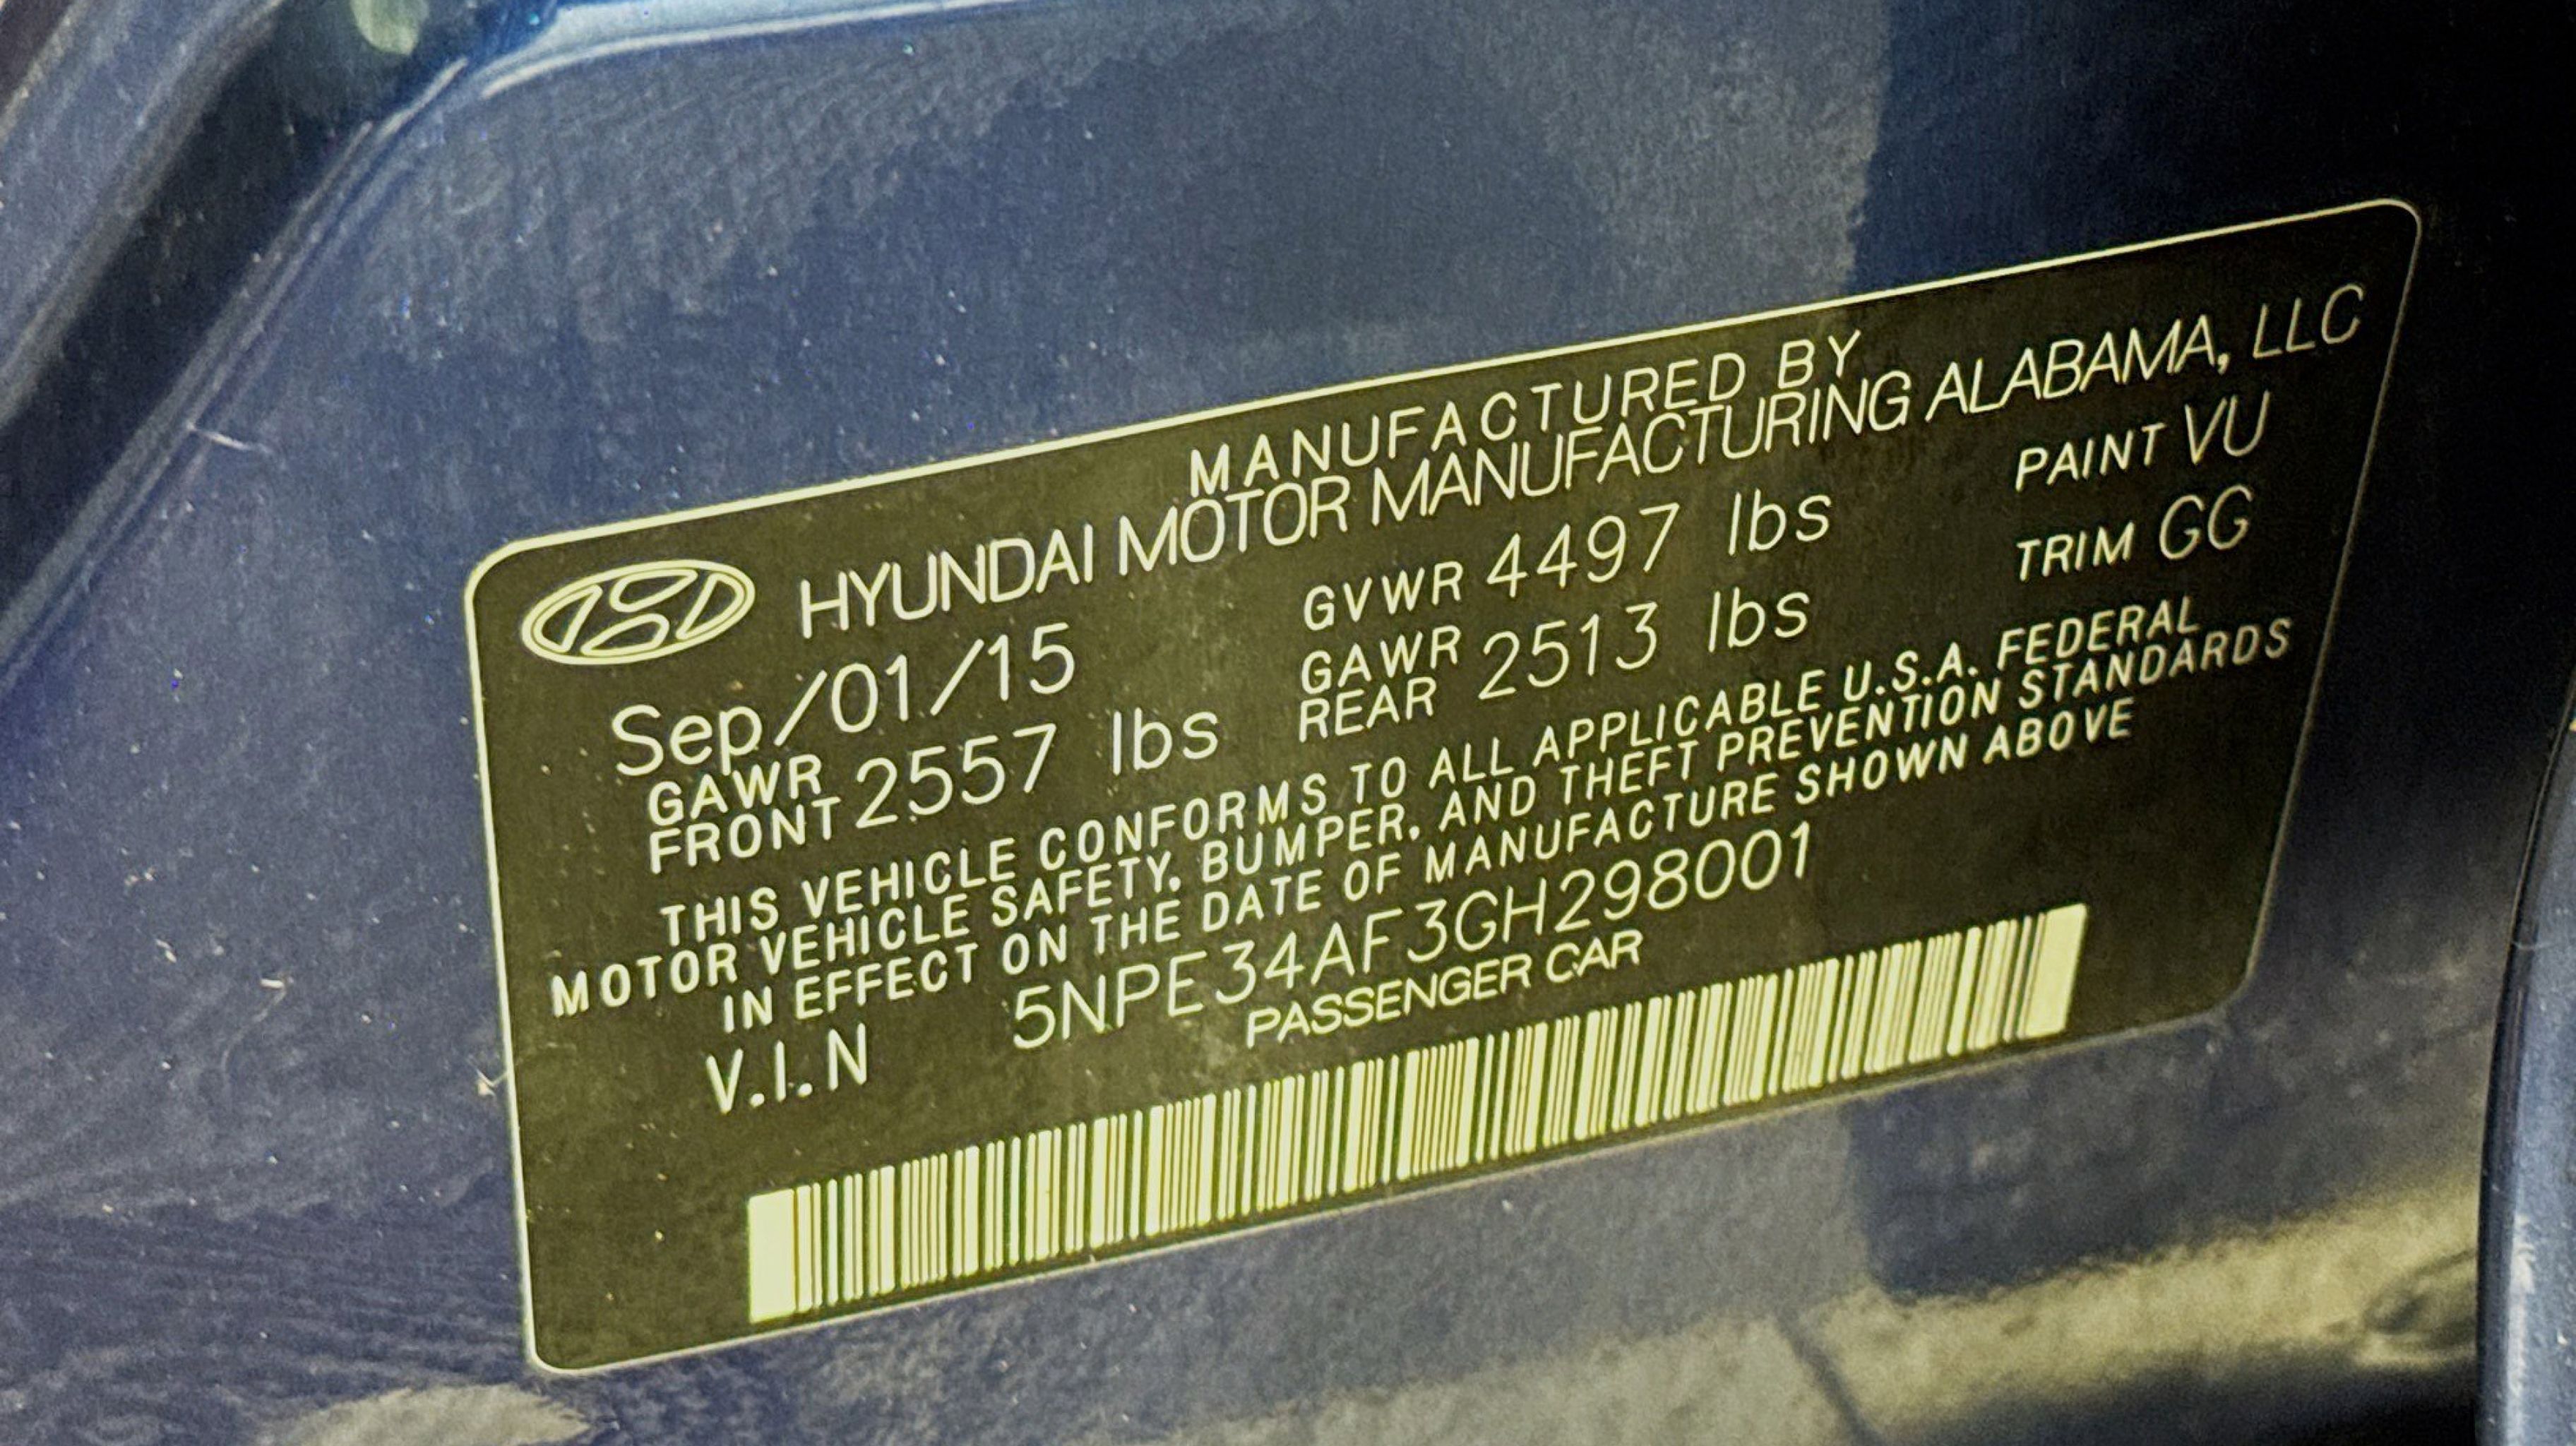 MANUFACTURED BY
HYUNDAI MOTOR MANUFACTURING ALABAMA, LLC
Sep/01/15 GVWR 4497 lbs PAINT VU
GAWR FRONT 2557 lbs GAWR REAR 2513 lbs TRIM GG
THIS VEHICLE CONFORMS TO ALL APPLICABLE U.S.A. FEDERAL
MOTOR VEHICLE SAFETY, BUMPER, AND THEFT PREVENTION STANDARDS
IN EFFECT ON THE DATE OF MANUFACTURE SHOWN ABOVE
V.I.N 5NPE34AF3GH298001
PASSENGER CAR